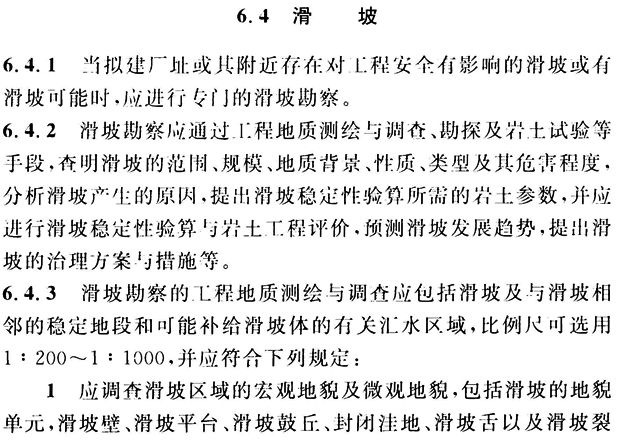 6.4 滑 坡
6.4.1 当拟建厂址或其附近存在对工程安全有影响的滑坡或有
滑坡可能时,应进行专门的滑坡勘察。
6.4.2 滑坡勘察应通过工程地质测绘与调查、勘探及岩土试验等
手段,查明滑坡的范围、规模、地质背景、性质、类型及其危害程度,
分析滑坡产生的原因,提出滑坡稳定性验算所需的岩土参数,并应
进行滑坡稳定性验算与岩土工程评价,预测滑坡发展趋势,提出滑
坡的治理方案与措施等。
6.4.3 滑坡勘察的工程地质测绘与调查应包括滑坡及与滑坡相
邻的稳定地段和可能补给滑坡体的有关汇水区域,比例尺可选用
1∶200～1∶1000,并应符合下列规定:
1 应调查滑坡区域的宏观地貌及微观地貌,包括滑坡的地貌
单元,滑坡壁、滑坡平台、滑坡鼓丘、封闭洼地、滑坡舌以及滑坡裂